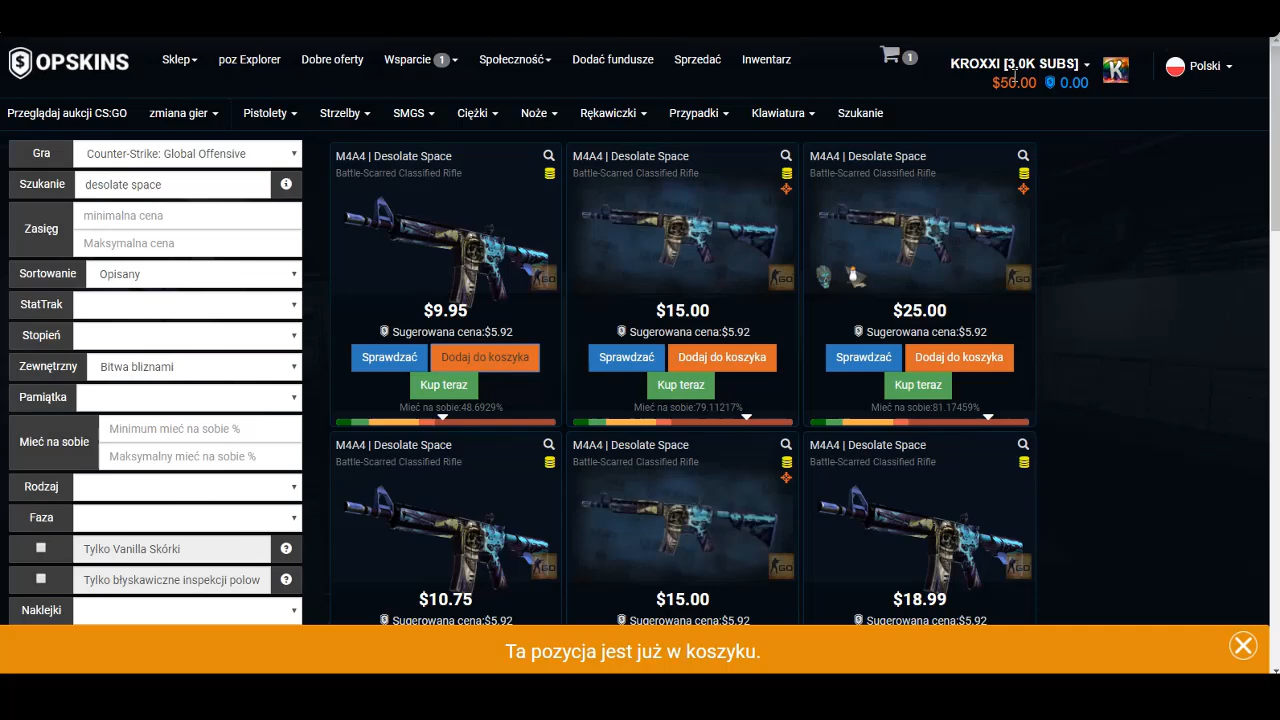 OPSKINS
Sklep
poz Explorer
Dobre oferty
Wsparcie 1
Społeczność
Dodać fundusze
Sprzedać
Inwentarz
1
KROXXI [3.0K SUBS]
$50.00 0.00
K
Polski
Przeglądaj aukcji CS:GO
zmiana gier
Pistolety
Strzelby
SMGS
Ciężki
Noże
Rękawiczki
Przypadki
Klawiatura
Szukanie
Gra
Counter-Strike: Global Offensive
Szukanie
desolate space
Zasięg
minimalna cena
Maksymalna cena
Sortowanie
Opisany
StatTrak
Stopień
Zewnętrzny
Bitwa bliznami
Pamiątka
Mieć na sobie
Minimum mieć na sobie %
Maksymalny mieć na sobie %
Rodzaj
Faza
Tylko Vanilla Skórki
Tylko błyskawiczne inspekcji polow
Naklejki
M4A4 | Desolate Space
Battle-Scarred Classified Rifle
GO
$9.95
Sugerowana cena:$5.92
Sprawdzać
Dodaj do koszyka
Kup teraz
Mieć na sobie:48.6929%
M4A4 | Desolate Space
Battle-Scarred Classified Rifle
GO
$15.00
Sugerowana cena:$5.92
Sprawdzać
Dodaj do koszyka
Kup teraz
Mieć na sobie:79.11217%
M4A4 | Desolate Space
Battle-Scarred Classified Rifle
GO
$25.00
Sugerowana cena:$5.92
Sprawdzać
Dodaj do koszyka
Kup teraz
Mieć na sobie:81.17459%
M4A4 | Desolate Space
Battle-Scarred Classified Rifle
GO
$10.75
Sugerowana cena:$5.92
M4A4 | Desolate Space
Battle-Scarred Classified Rifle
GO
$15.00
Sugerowana cena:$5.92
M4A4 | Desolate Space
Battle-Scarred Classified Rifle
GO
$18.99
Sugerowana cena:$5.92
Ta pozycja jest już w koszyku.